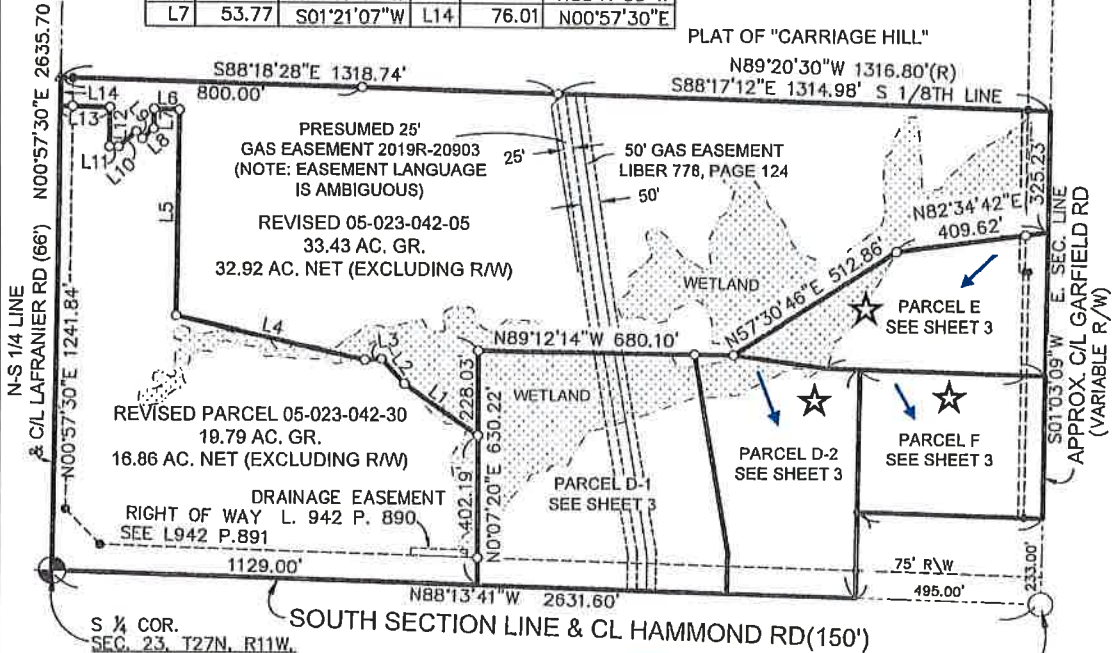 L7 53.77 S01°21'07"W L14 76.01 N00°57'30"E
PLAT OF "CARRIAGE HILL"
N89°20'30"W 1316.80'(R)
S88°18'28"E 1318.74'
S88°17'12"E 1314.98' S 1/8TH LINE
800.00'
N-S 1/4 LINE
& C/L LAFRANIER RD (66') N00°57'30"E 2635.70
N00°57'30"E 1241.84'
L14
L13
L12
L11
L10
L9
L8
L7
L6
L5
PRESUMED 25'
GAS EASEMENT 2019R-20903
(NOTE: EASEMENT LANGUAGE
IS AMBIGUOUS)
25'
50' GAS EASEMENT
LIBER 778, PAGE 124
50'
REVISED 05-023-042-05
33.43 AC. GR.
32.92 AC. NET (EXCLUDING R/W)
WETLAND
N82°34'42"E
409.62'
325.23'
N57°30'46"E 512.86'
PARCEL E
SEE SHEET 3
S01°03'09"W E. SEC. LINE
APPROX. C/L GARFIELD RD
(VARIABLE R/W)
L4
L3
L2
L1
N89°12'14"W 680.10'
228.03'
N0°07'20"E 630.22'
402.19'
WETLAND
REVISED PARCEL 05-023-042-30
19.79 AC. GR.
16.86 AC. NET (EXCLUDING R/W)
PARCEL D-1
SEE SHEET 3
PARCEL D-2
SEE SHEET 3
PARCEL F
SEE SHEET 3
DRAINAGE EASEMENT
RIGHT OF WAY L. 942 P. 890
SEE L942 P.891
1129.00'
75' R\W
495.00'
233.00'
N88°13'41"W 2631.60'
SOUTH SECTION LINE & CL HAMMOND RD(150')
S ¼ COR.
SEC. 23, T27N, R11W,